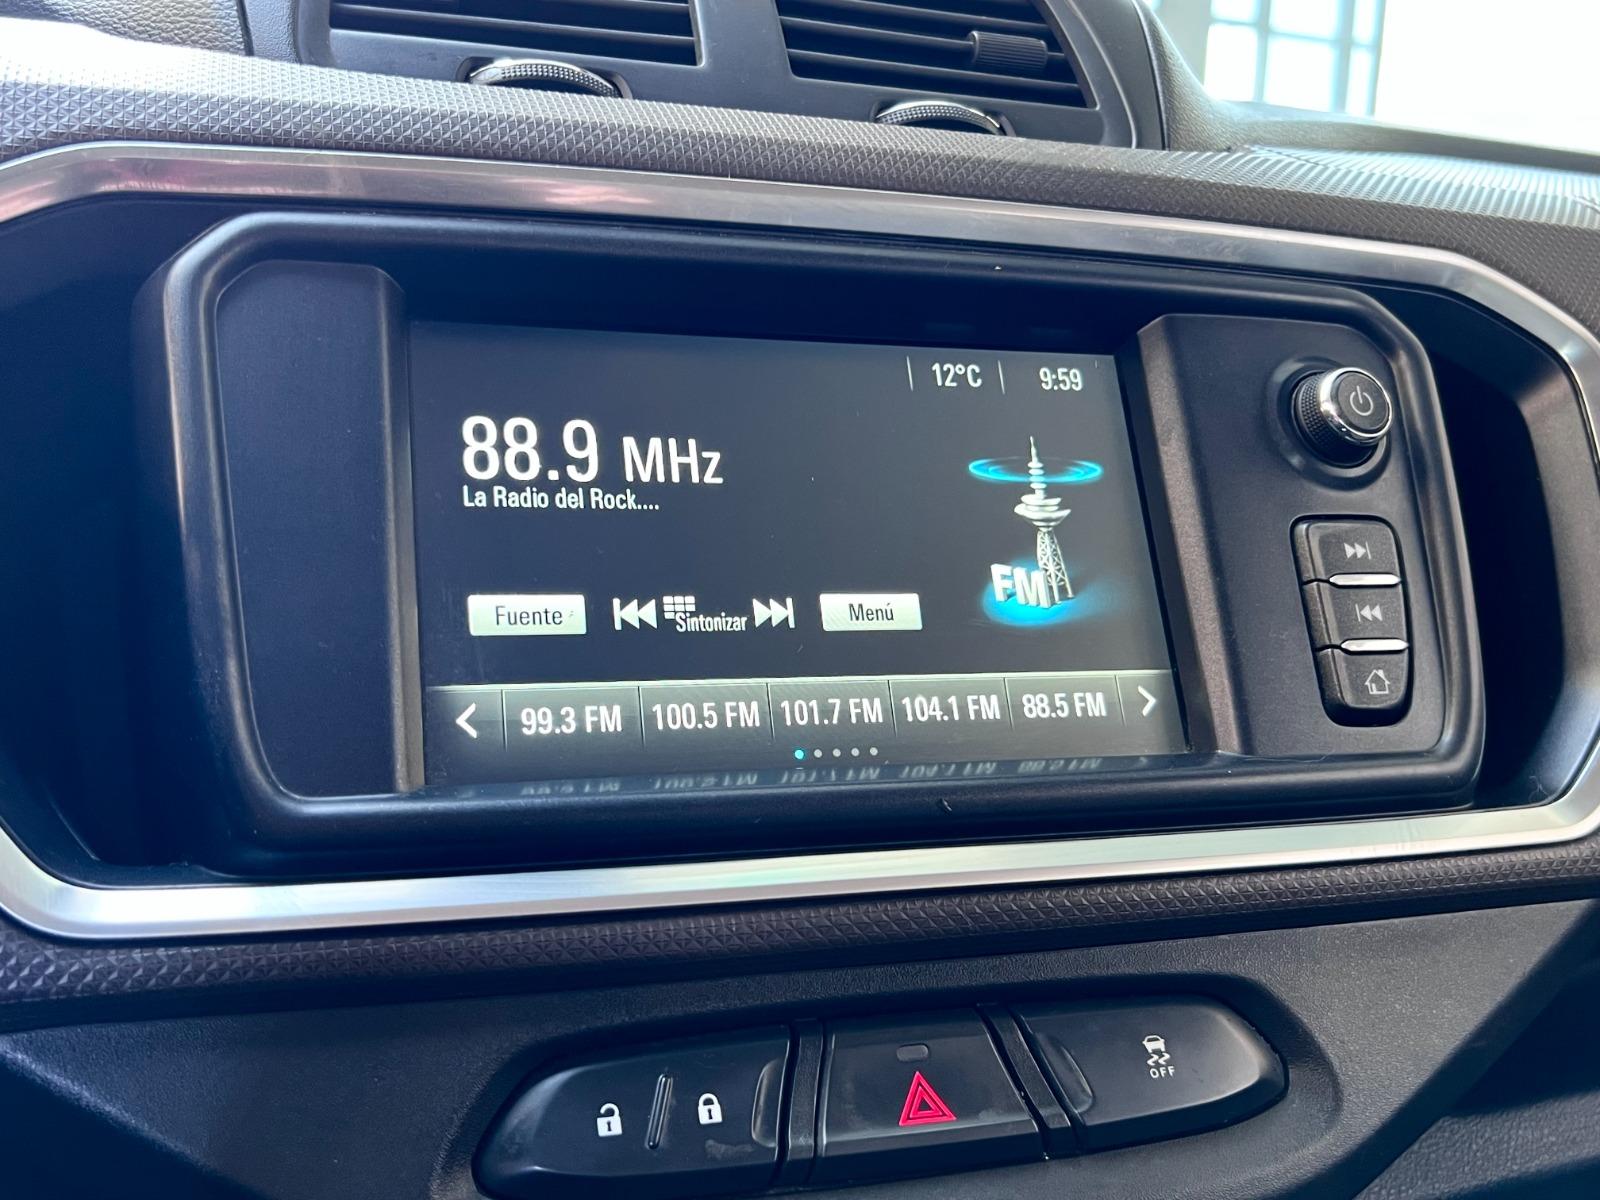 12°C 9:59
88.9 MHz
La Radio del Rock....
FM
Fuente Sintonizar Menú
99.3 FM 100.5 FM 101.7 FM 104.1 FM 88.5 FM
OFF